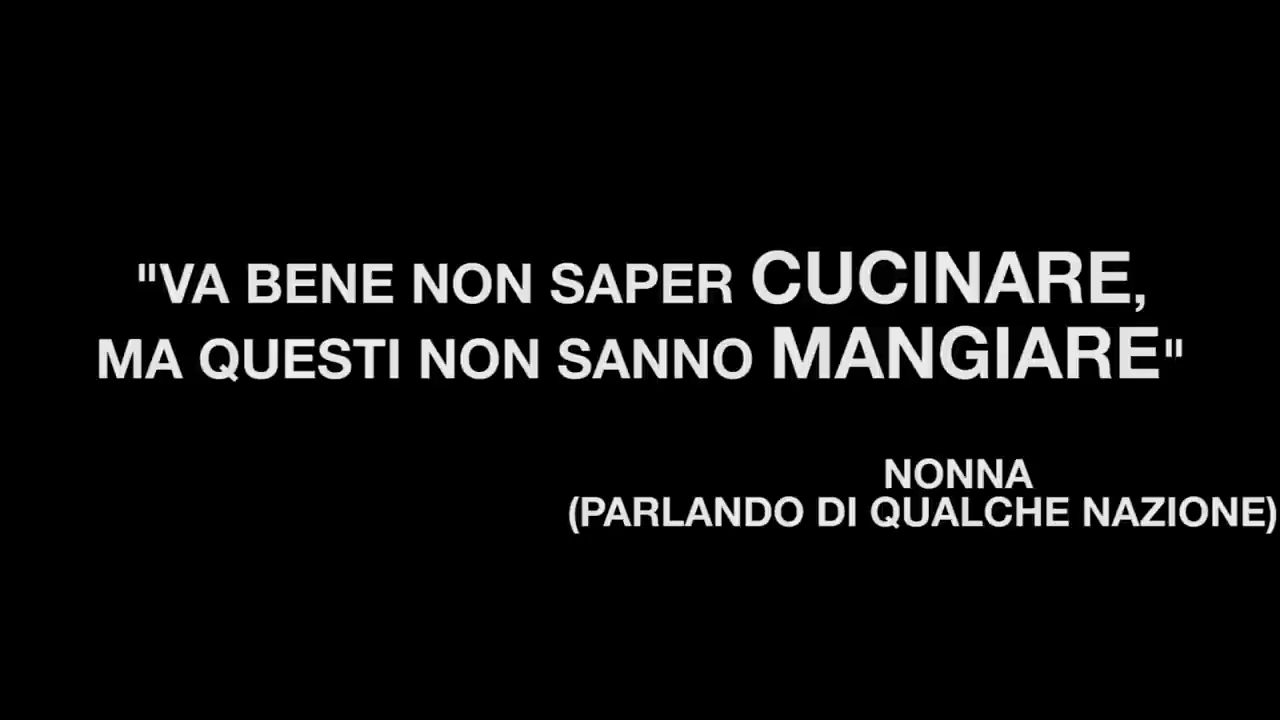 "VA BENE NON SAPER CUCINARE,
MA QUESTI NON SANNO MANGIARE"
NONNA
(PARLANDO DI QUALCHE NAZIONE)